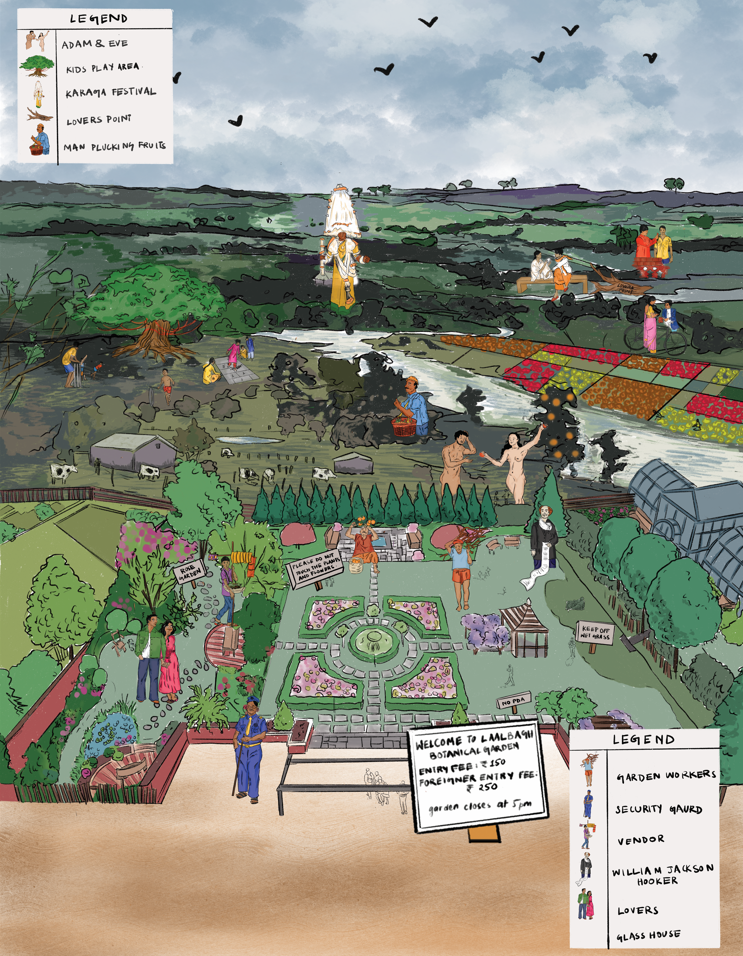 LEGEND
ADAM & EVE
KIDS PLAY AREA
KARAGA FESTIVAL
LOVERS POINT
MAN PLUCKING FRUITS
ROSE GARDEN
PLEASE DO NOT
TOUCH THE PLANTS
AND FLOWERS
KEEP OFF
WET GRASS
NO PDA
WELCOME TO LAALBAGH
BOTANICAL GARDEN
ENTRY FEE: ₹150
FOREIGNER ENTRY FEE.
₹ 250
garden closes at 5pm
LEGEND
GARDEN WORKERS
SECURITY GAURD
VENDOR
WILLIAM JACKSON
HOOKER
LOVERS
GLASS HOUSE